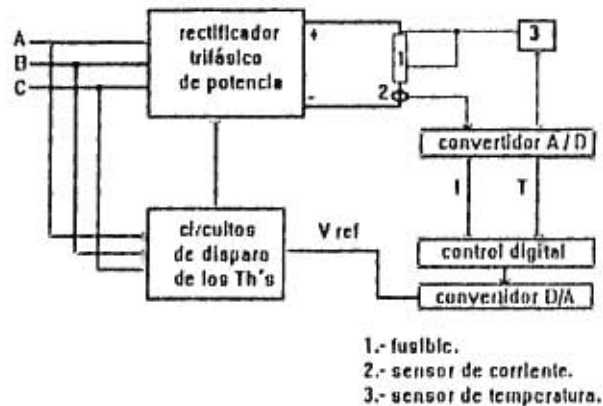 A
B
C
rectificador
trifásico
de potencia
+
-
1
2
3
convertidor A / D
I
T
circuitos
de disparo
de los Th´s
V ref
control digital
convertidor D/A
1.- fusible.
2.- sensor de corriente.
3.- sensor de temperatura.